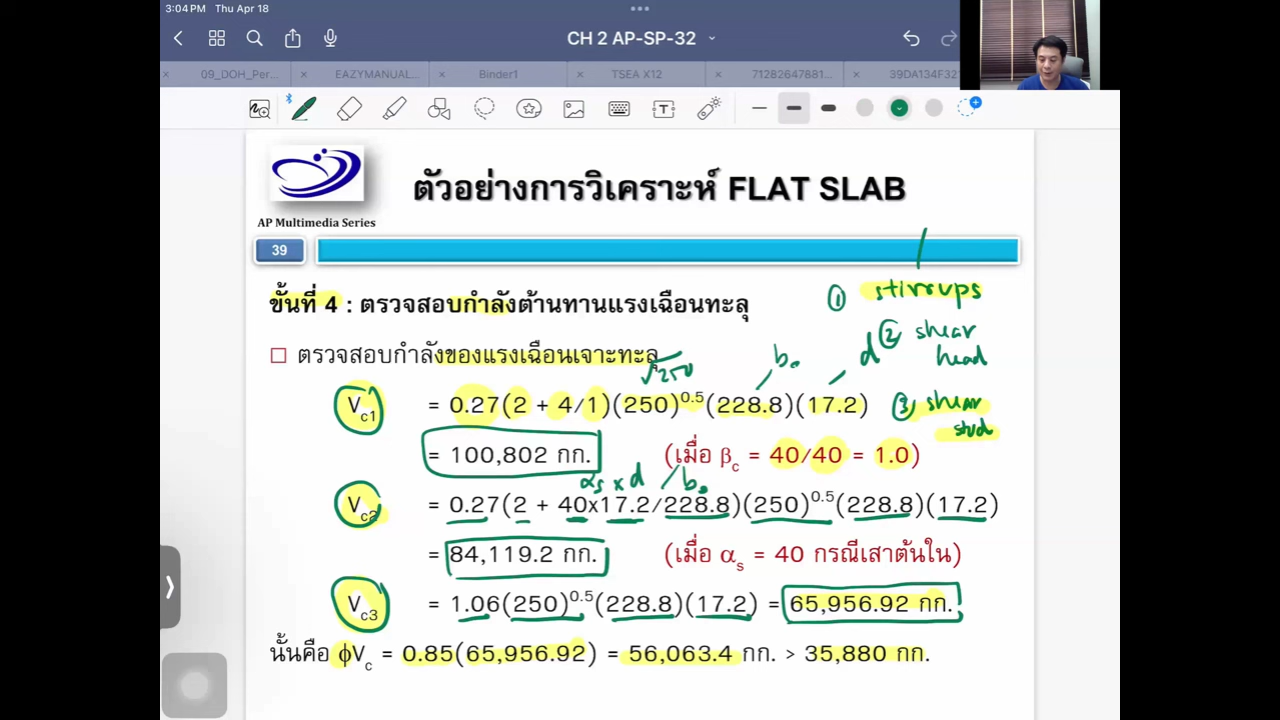 3:04PM Thu Apr 18
CH 2 AP-SP-32
09_DOH_Per... EAZYMANUAL... Binder1 TSEA X12 71282647881... 39DA134F321
ตัวอย่างการวิเคราะห์ FLAT SLAB
AP Multimedia Series
39
① stirrups
ขั้นที่ 4 : ตรวจสอบกำลังต้านทานแรงเฉือนทะลุ
② shear head
ตรวจสอบกำลังของแรงเฉือนเจาะทะลุ
√250 b₀ d
Vc1 = 0.27(2 + 4/1)(250)^0.5(228.8)(17.2)
③ shear stud
= 100,802 กก. (เมื่อ βc = 40/40 = 1.0)
αs x d b₀
Vc2 = 0.27(2 + 40x17.2/228.8)(250)^0.5(228.8)(17.2)
= 84,119.2 กก. (เมื่อ αs = 40 กรณีเสาต้นใน)
Vc3 = 1.06(250)^0.5(228.8)(17.2) = 65,956.92 กก.
นั้นคือ ϕVc = 0.85(65,956.92) = 56,063.4 กก. > 35,880 กก.